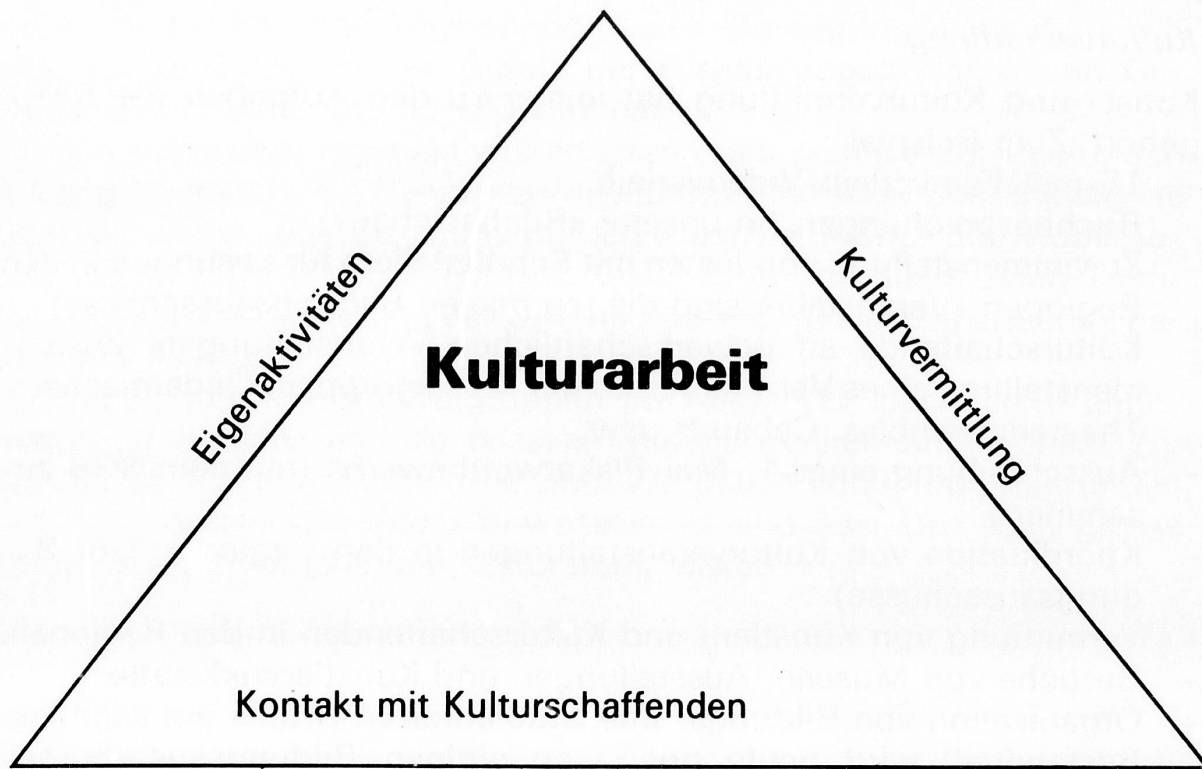 Eigenaktivitäten
Kulturvermittlung
Kulturarbeit
Kontakt mit Kulturschaffenden